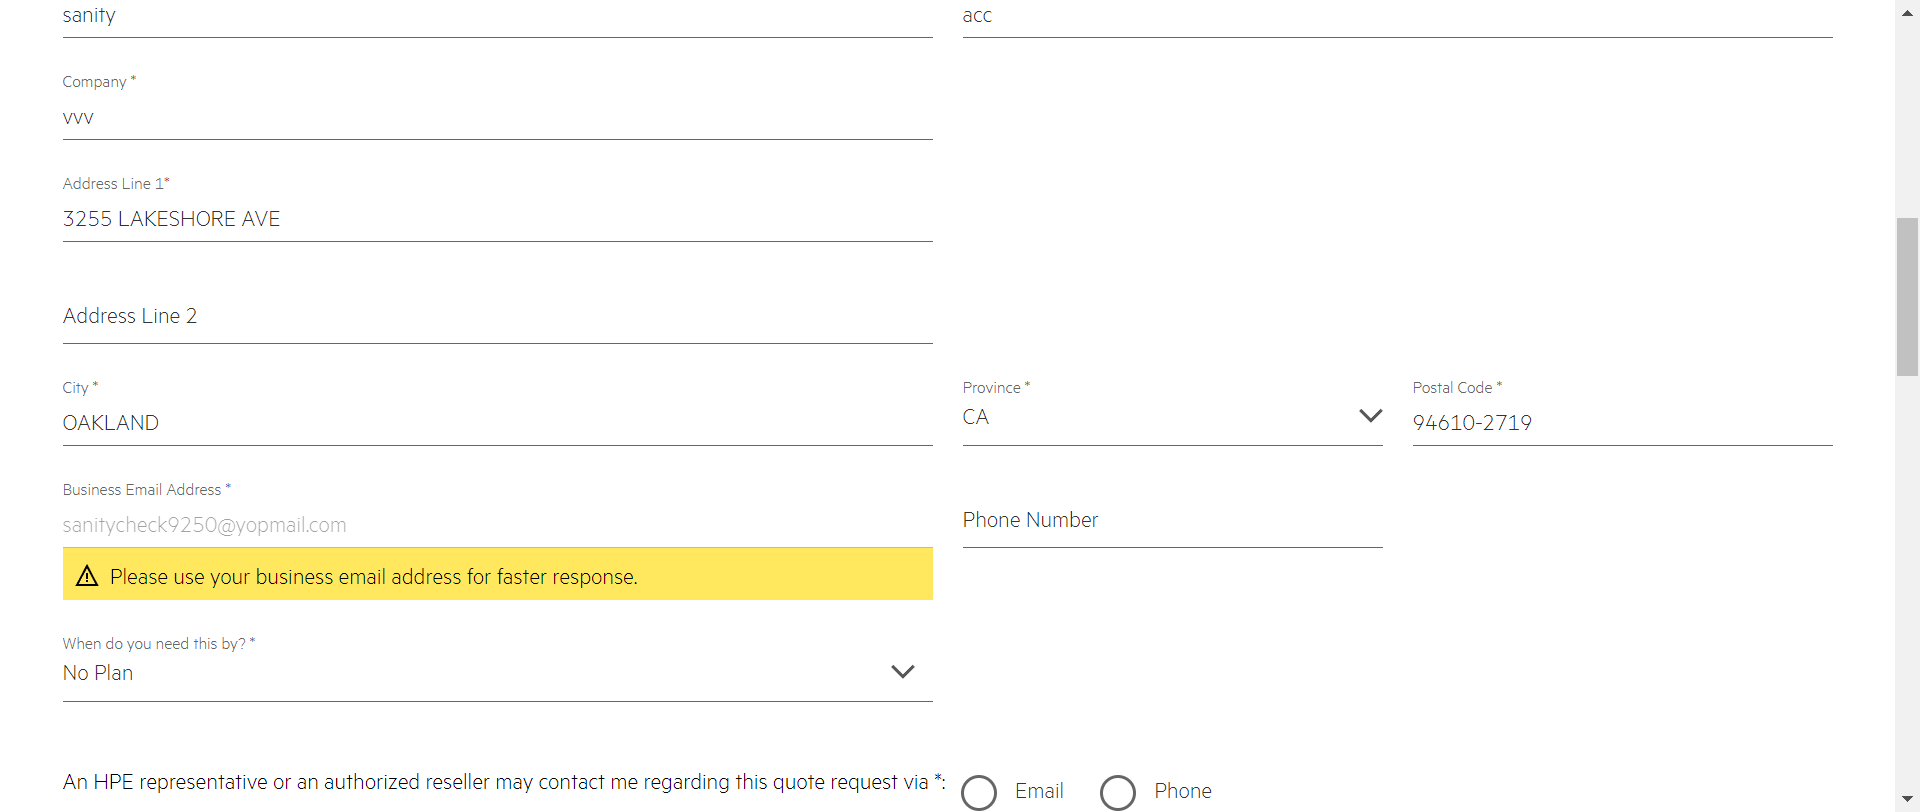 sanity
acc
Company *
vvv
Address Line 1*
3255 LAKESHORE AVE
Address Line 2
City *
OAKLAND
Province *
CA
Postal Code *
94610-2719
Business Email Address *
sanitycheck9250@yopmail.com
Phone Number
Please use your business email address for faster response.
When do you need this by? *
No Plan
An HPE representative or an authorized reseller may contact me regarding this quote request via *:
Email
Phone